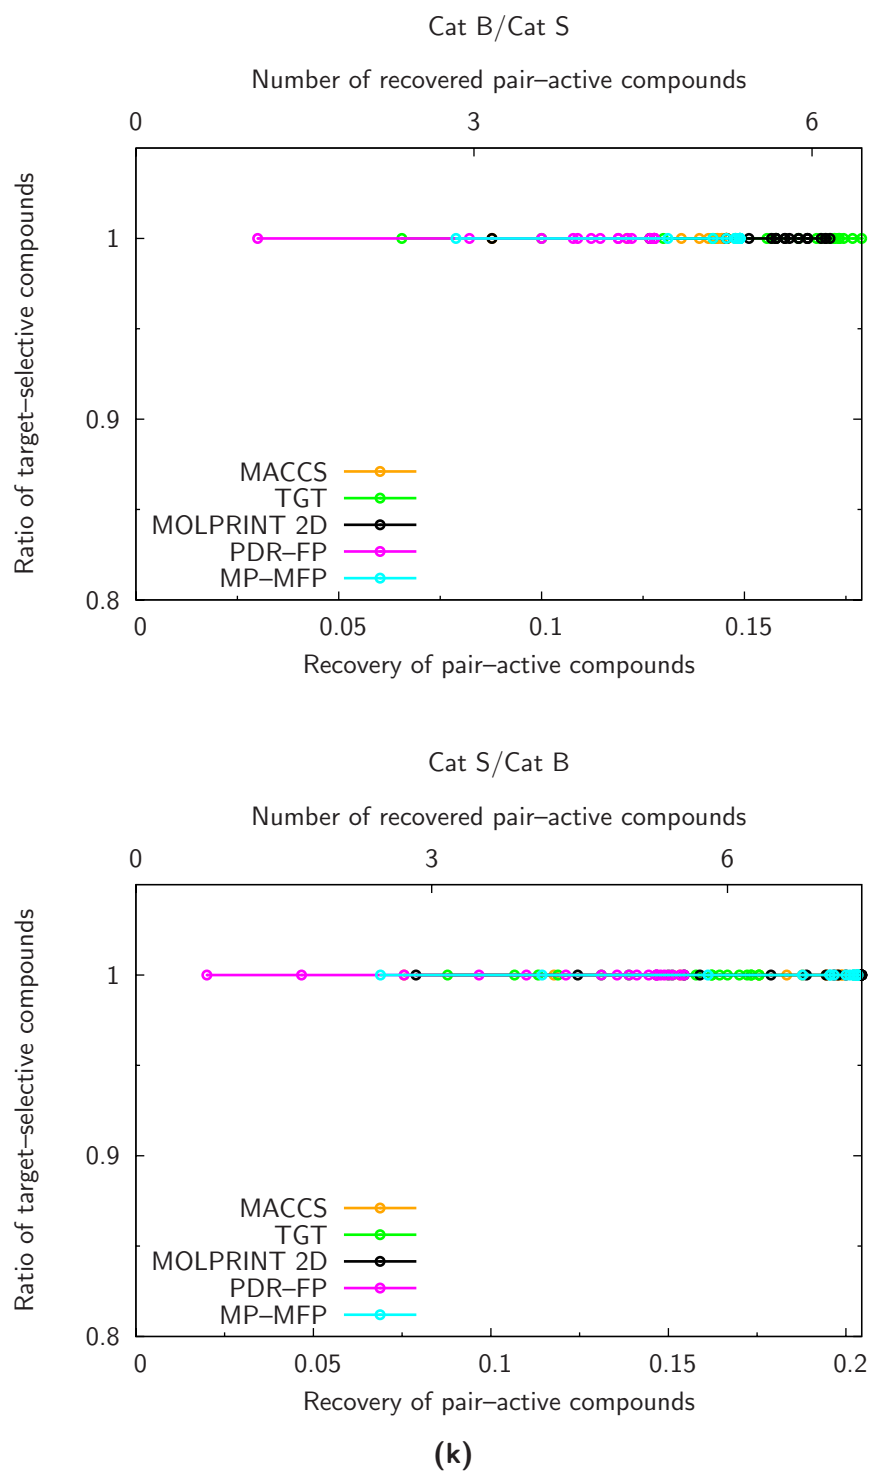 Cat B/Cat S
Number of recovered pair–active compounds
0 3 6
Ratio of target–selective compounds
1
0.9
0.8
MACCS
TGT
MOLPRINT 2D
PDR–FP
MP–MFP
0 0.05 0.1 0.15
Recovery of pair–active compounds
Cat S/Cat B
Number of recovered pair–active compounds
0 3 6
Ratio of target–selective compounds
1
0.9
0.8
MACCS
TGT
MOLPRINT 2D
PDR–FP
MP–MFP
0 0.05 0.1 0.15 0.2
Recovery of pair–active compounds
(k)